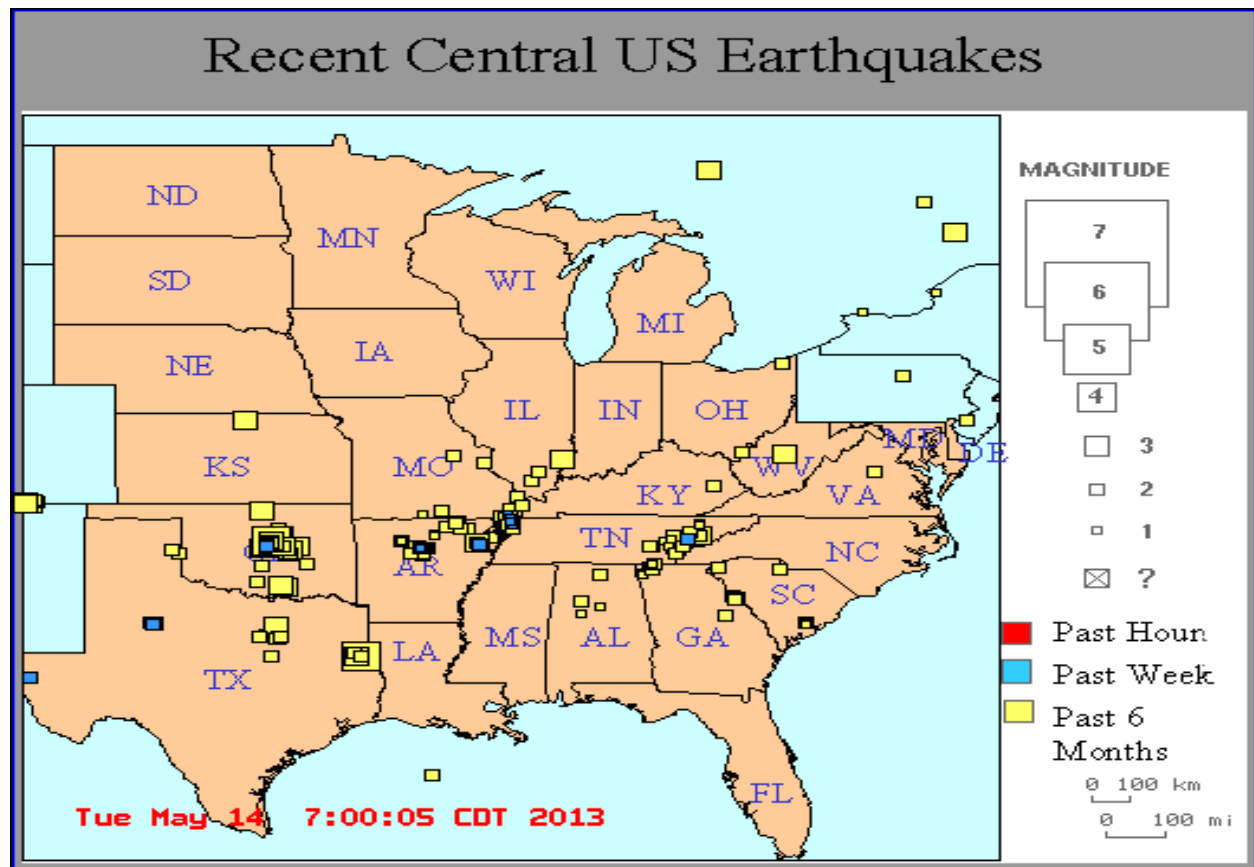 Recent Central US Earthquakes
MAGNITUDE
7
6
5
4
3
2
1
?
Past Houn
Past Week
Past 6
Months
0 100 km
0 100 mi
ND
MN
SD
WI
MI
IA
NE
IL
IN
OH
MD
DE
WV
KS
MO
KY
VA
TN
NC
AR
SC
MS
AL
GA
LA
TX
FL
Tue May 14 7:00:05 CDT 2013